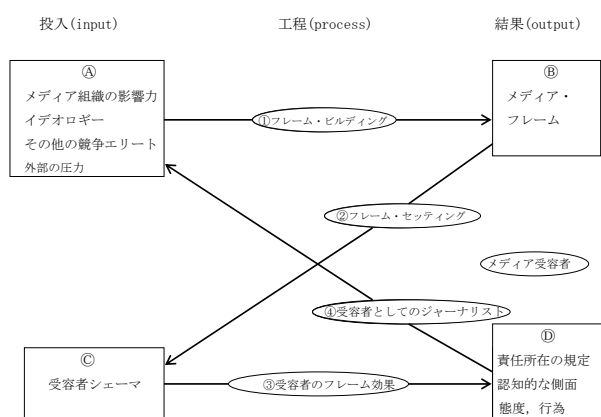 投入(input)
工程(process)
結果(output)
Ⓐ
メディア組織の影響力
イデオロギー
その他の競争エリート
外部の圧力
①フレーム・ビルディング
Ⓑ
メディア・
フレーム
②フレーム・セッティング
メディア受容者
④受容者としてのジャーナリスト
Ⓒ
受容者シェーマ
③受容者のフレーム効果
Ⓓ
責任所在の規定
認知的な側面
態度，行為